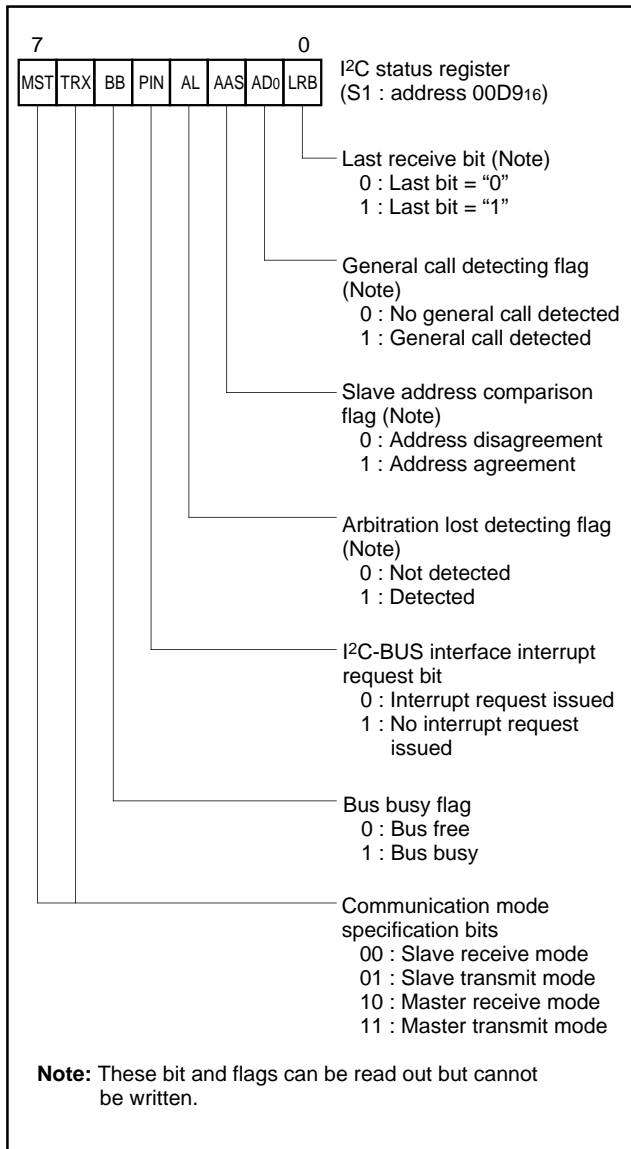 7 0
MST TRX BB PIN AL AAS AD0 LRB
I2C status register
(S1 : address 00D916)
Last receive bit (Note)
0 : Last bit = “0”
1 : Last bit = “1”
General call detecting flag
(Note)
0 : No general call detected
1 : General call detected
Slave address comparison
flag (Note)
0 : Address disagreement
1 : Address agreement
Arbitration lost detecting flag
(Note)
0 : Not detected
1 : Detected
I2C-BUS interface interrupt
request bit
0 : Interrupt request issued
1 : No interrupt request
issued
Bus busy flag
0 : Bus free
1 : Bus busy
Communication mode
specification bits
00 : Slave receive mode
01 : Slave transmit mode
10 : Master receive mode
11 : Master transmit mode
Note: These bit and flags can be read out but cannot
be written.